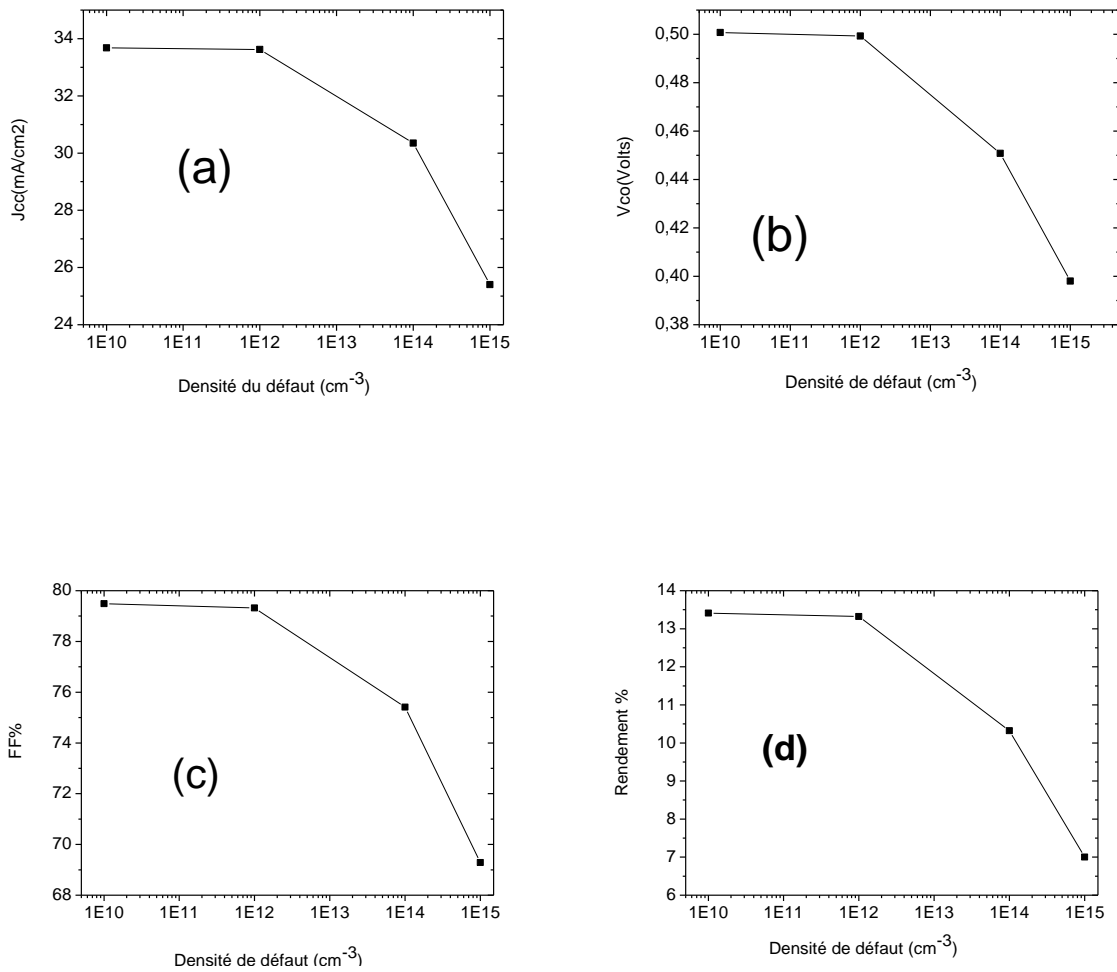 34
32
30
28
26
24
Jcc(mA/cm2)
(a)
1E10 1E11 1E12 1E13 1E14 1E15
Densité du défaut (cm-3)
0,50
0,48
0,46
0,44
0,42
0,40
0,38
Vco(Volts)
(b)
1E10 1E11 1E12 1E13 1E14 1E15
Densité de défaut (cm-3)
80
78
76
74
72
70
68
FF%
(c)
1E10 1E11 1E12 1E13 1E14 1E15
Densité de défaut (cm-3)
14
13
12
11
10
9
8
7
6
Rendement %
(d)
1E10 1E11 1E12 1E13 1E14 1E15
Densité de défaut (cm-3)